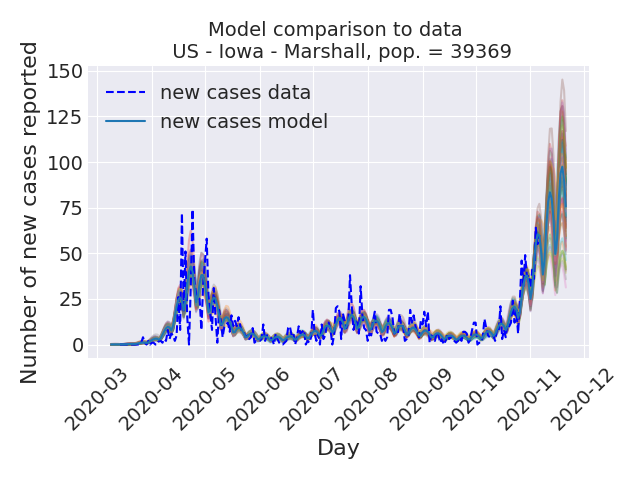 Model comparison to data
US - Iowa - Marshall, pop. = 39369
Number of new cases reported
150
125
100
75
50
25
0
new cases data
new cases model
2020-03
2020-04
2020-05
2020-06
2020-07
2020-08
2020-09
2020-10
2020-11
2020-12
Day